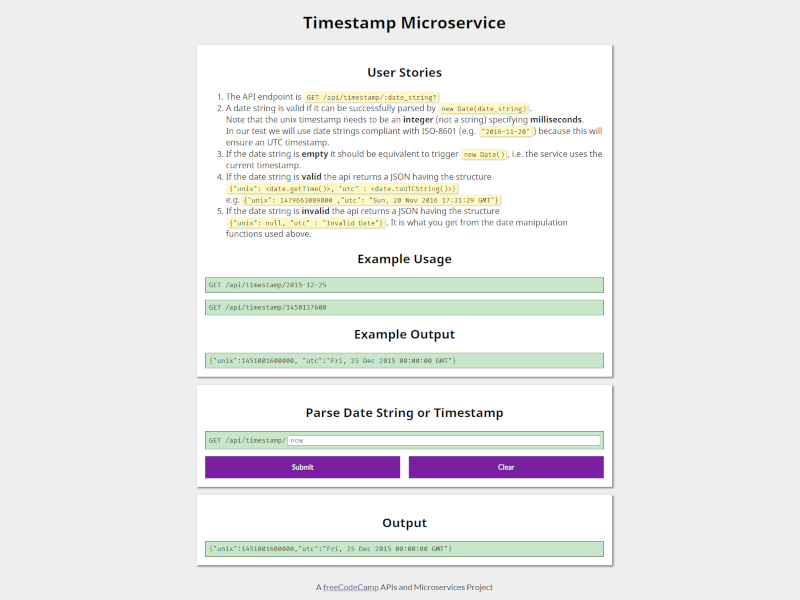 Timestamp Microservice
User Stories
1. The API endpoint is GET /api/timestamp/:date_string?
2. A date string is valid if it can be successfully parsed by new Date(date_string).
Note that the unix timestamp needs to be an integer (not a string) specifying milliseconds.
In our test we will use date strings compliant with ISO-8601 (e.g. "2016-11-20") because this will
ensure an UTC timestamp.
3. If the date string is empty it should be equivalent to trigger new Date(), i.e. the service uses the
current timestamp.
4. If the date string is valid the api returns a JSON having the structure
{"unix": <date.getTime()>, "utc" : <date.toUTCString()>}
e.g. {"unix": 1479663089000 ,"utc": "Sun, 20 Nov 2016 17:31:29 GMT"}
5. If the date string is invalid the api returns a JSON having the structure
{"unix": null, "utc" : "Invalid Date"}. It is what you get from the date manipulation
functions used above.
Example Usage
GET /api/timestamp/2015-12-25
GET /api/timestamp/1450137600
Example Output
{"unix":1451001600000, "utc":"Fri, 25 Dec 2015 00:00:00 GMT"}
Parse Date String or Timestamp
GET /api/timestamp/ now
Submit Clear
Output
{"unix":1451001600000,"utc":"Fri, 25 Dec 2015 00:00:00 GMT"}
A freeCodeCamp APIs and Microservices Project